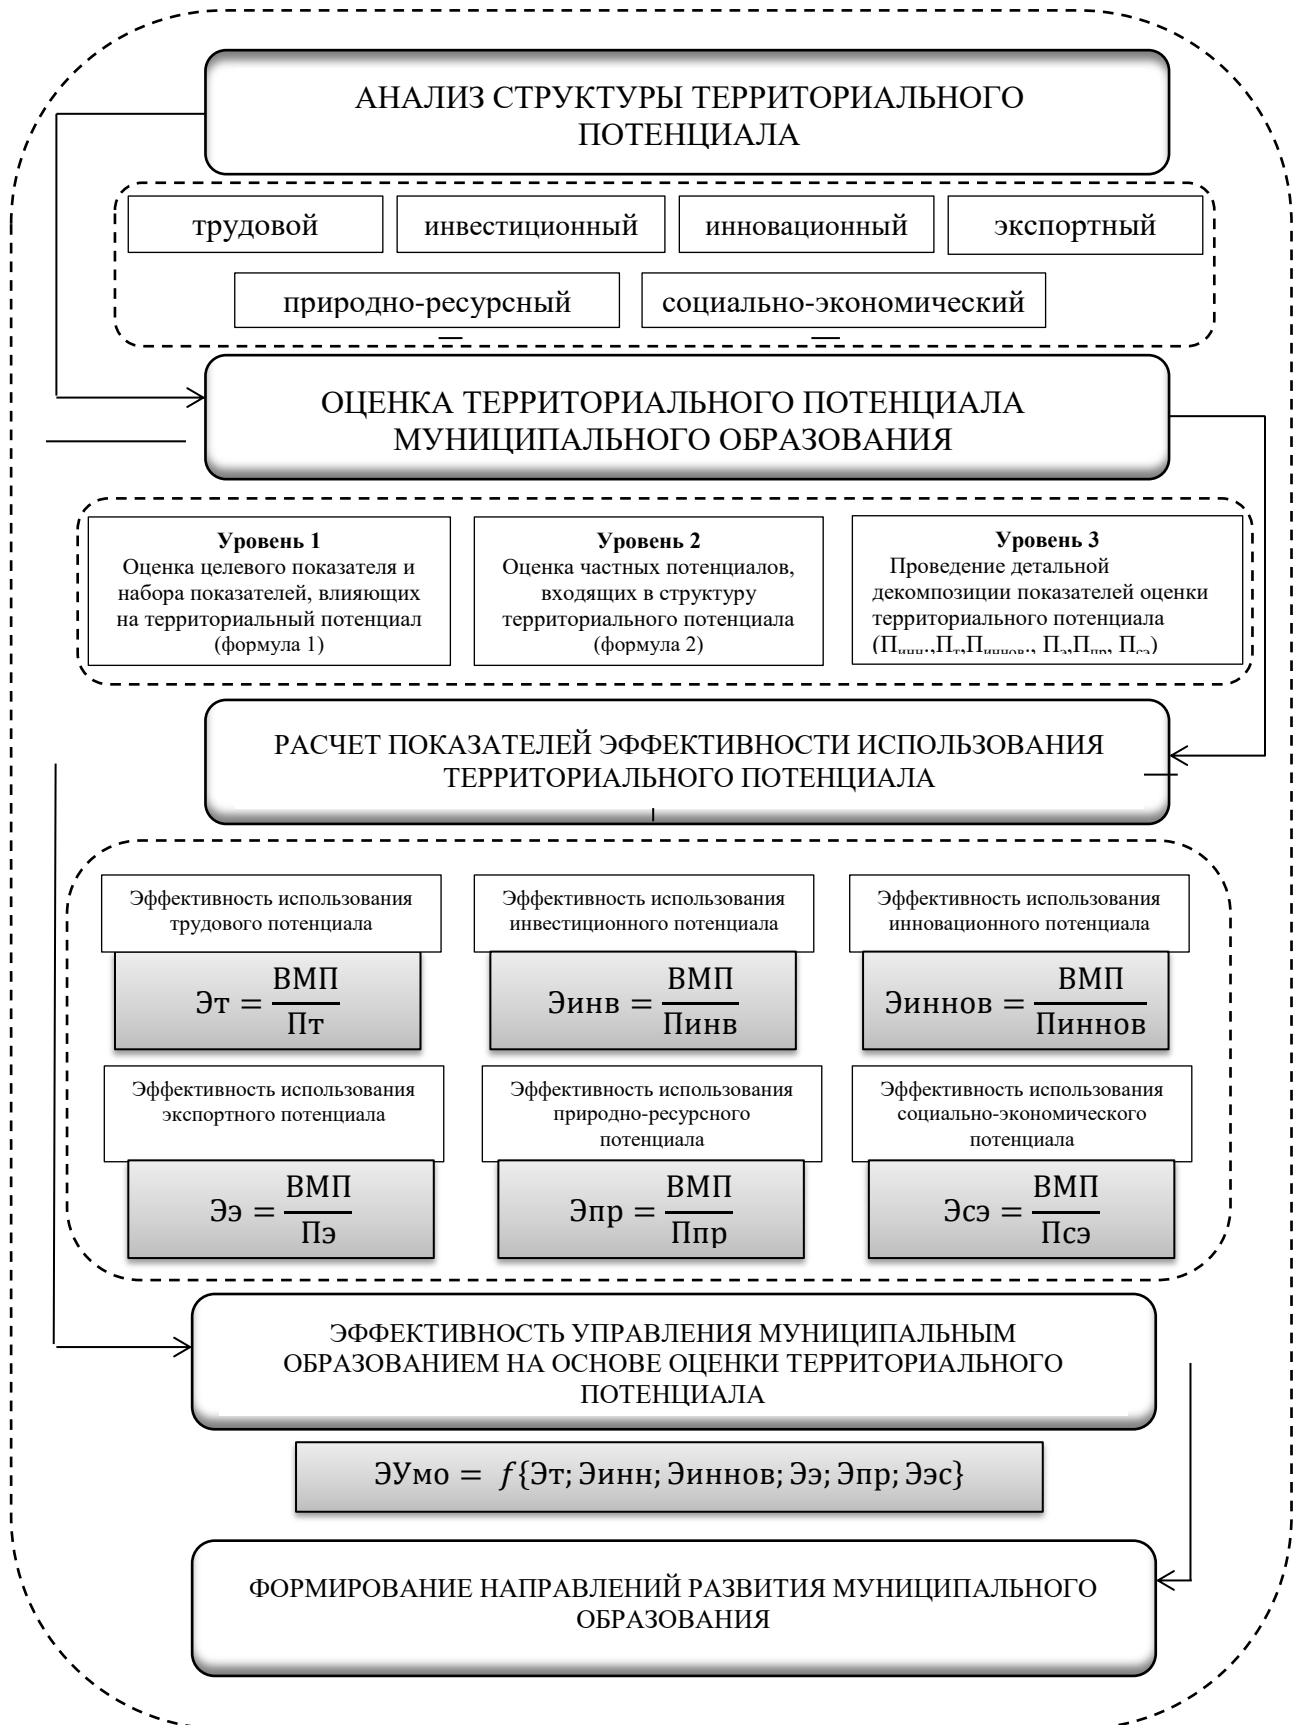 АНАЛИЗ СТРУКТУРЫ ТЕРРИТОРИАЛЬНОГО
ПОТЕНЦИАЛА
трудовой
инвестиционный
инновационный
экспортный
природно-ресурсный
социально-экономический
ОЦЕНКА ТЕРРИТОРИАЛЬНОГО ПОТЕНЦИАЛА
МУНИЦИПАЛЬНОГО ОБРАЗОВАНИЯ
Уровень 1
Оценка целевого показателя и
набора показателей, влияющих
на территориальный потенциал
(формула 1)
Уровень 2
Оценка частных потенциалов,
входящих в структуру
территориального потенциала
(формула 2)
Уровень 3
Проведение детальной
декомпозиции показателей оценки
территориального потенциала
(Пинн.,Пт,Пиннов., Пэ,Ппр, Псэ)
РАСЧЕТ ПОКАЗАТЕЛЕЙ ЭФФЕКТИВНОСТИ ИСПОЛЬЗОВАНИЯ
ТЕРРИТОРИАЛЬНОГО ПОТЕНЦИАЛА
Эффективность использования
трудового потенциала
Эт = ВМП/Пт
Эффективность использования
инвестиционного потенциала
Эинв = ВМП/Пинв
Эффективность использования
инновационного потенциала
Эиннов = ВМП/Пиннов
Эффективность использования
экспортного потенциала
Ээ = ВМП/Пэ
Эффективность использования
природно-ресурсного
потенциала
Эпр = ВМП/Ппр
Эффективность использования
социально-экономического
потенциала
Эсэ = ВМП/Псэ
ЭФФЕКТИВНОСТЬ УПРАВЛЕНИЯ МУНИЦИПАЛЬНЫМ
ОБРАЗОВАНИЕМ НА ОСНОВЕ ОЦЕНКИ ТЕРРИТОРИАЛЬНОГО
ПОТЕНЦИАЛА
ЭУмо = f{Эт; Эинн; Эиннов; Ээ; Эпр; Ээс}
ФОРМИРОВАНИЕ НАПРАВЛЕНИЙ РАЗВИТИЯ МУНИЦИПАЛЬНОГО
ОБРАЗОВАНИЯ